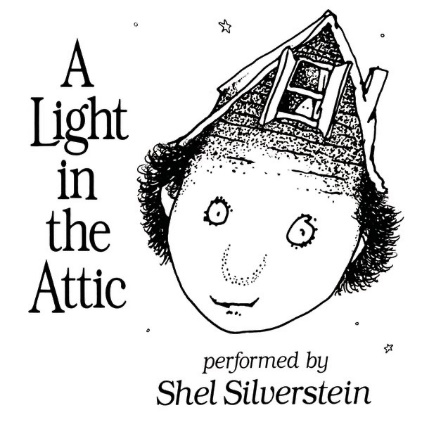 A
Light
in
the
Attic
performed by
Shel Silverstein